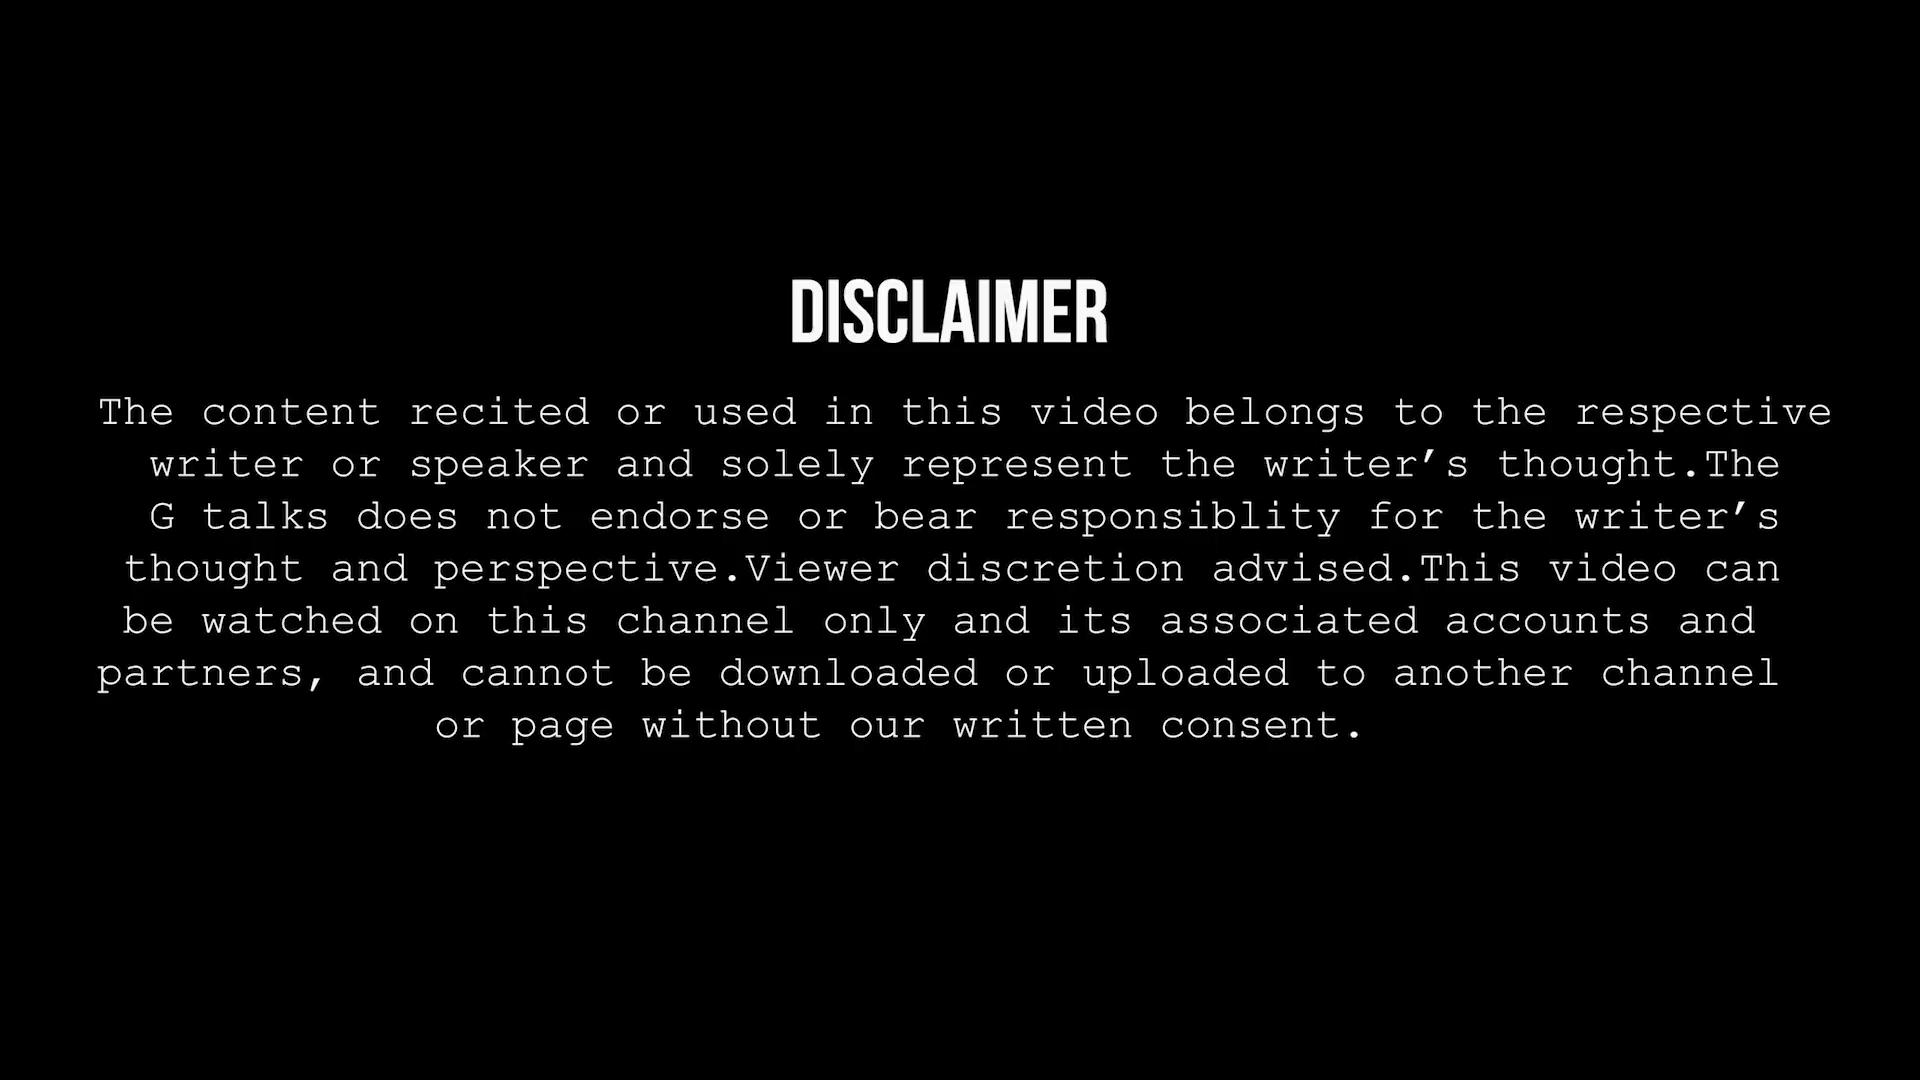 DISCLAIMER
The content recited or used in this video belongs to the respective
writer or speaker and solely represent the writer’s thought.The
G talks does not endorse or bear responsiblity for the writer’s
thought and perspective.Viewer discretion advised.This video can
be watched on this channel only and its associated accounts and
partners, and cannot be downloaded or uploaded to another channel
or page without our written consent.